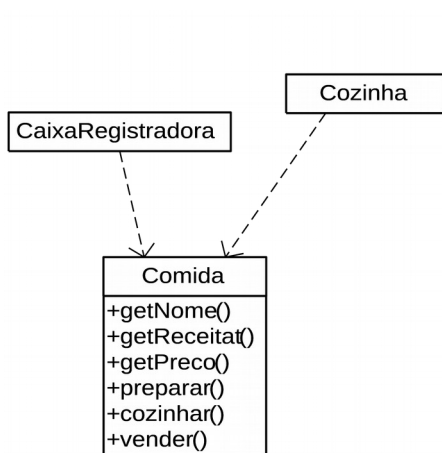 Cozinha
CaixaRegistradora
Comida
+getNome()
+getReceitat()
+getPreco()
+preparar()
+cozinhar()
+vender()